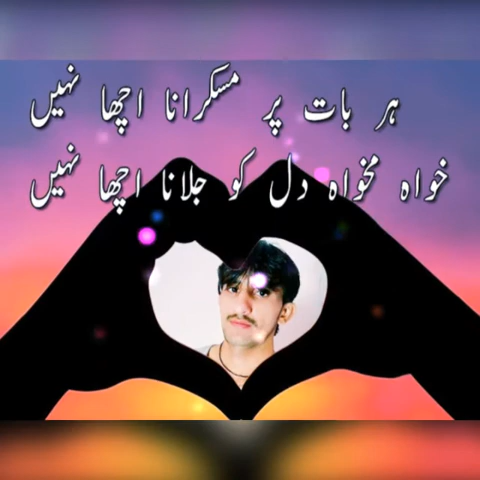 ہر بات پر مسکرانا اچھا نہیں
خواہ مخواہ دل کو جلانا اچھا نہیں